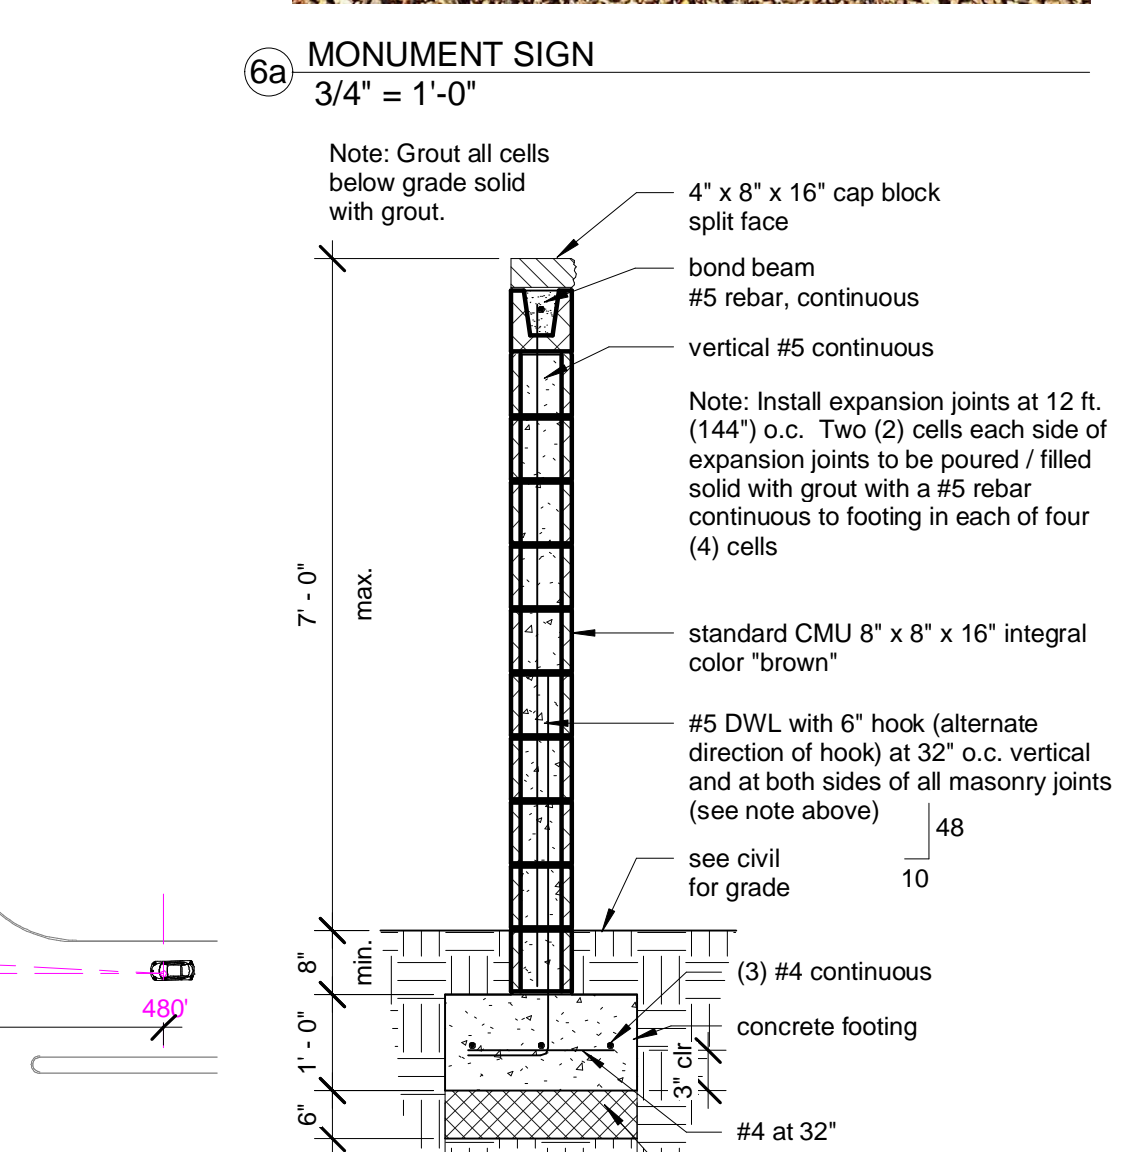 6a
MONUMENT SIGN
3/4" = 1'-0"
Note: Grout all cells
below grade solid
with grout.
4" x 8" x 16" cap block
split face
bond beam
#5 rebar, continuous
vertical #5 continuous
Note: Install expansion joints at 12 ft.
(144") o.c. Two (2) cells each side of
expansion joints to be poured / filled
solid with grout with a #5 rebar
continuous to footing in each of four
(4) cells
7' - 0"
max.
standard CMU 8" x 8" x 16" integral
color "brown"
#5 DWL with 6" hook (alternate
direction of hook) at 32" o.c. vertical
and at both sides of all masonry joints
(see note above)
48
10
see civil
for grade
8"
min.
(3) #4 continuous
480'
1' - 0"
concrete footing
3" clr
6"
#4 at 32"